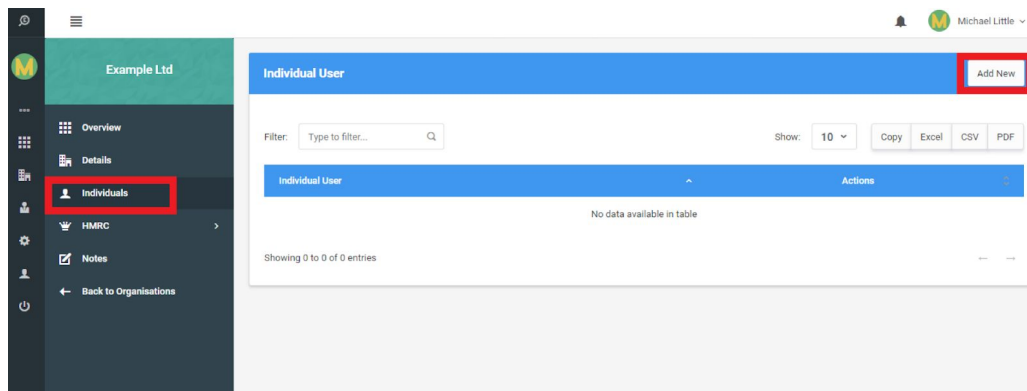 Michael Little
M
M
Example Ltd
Overview
Details
Individuals
HMRC
Notes
Back to Organisations
Individual User
Add New
Filter: Type to filter... Show: 10 Copy Excel CSV PDF
Individual User Actions
No data available in table
Showing 0 to 0 of 0 entries